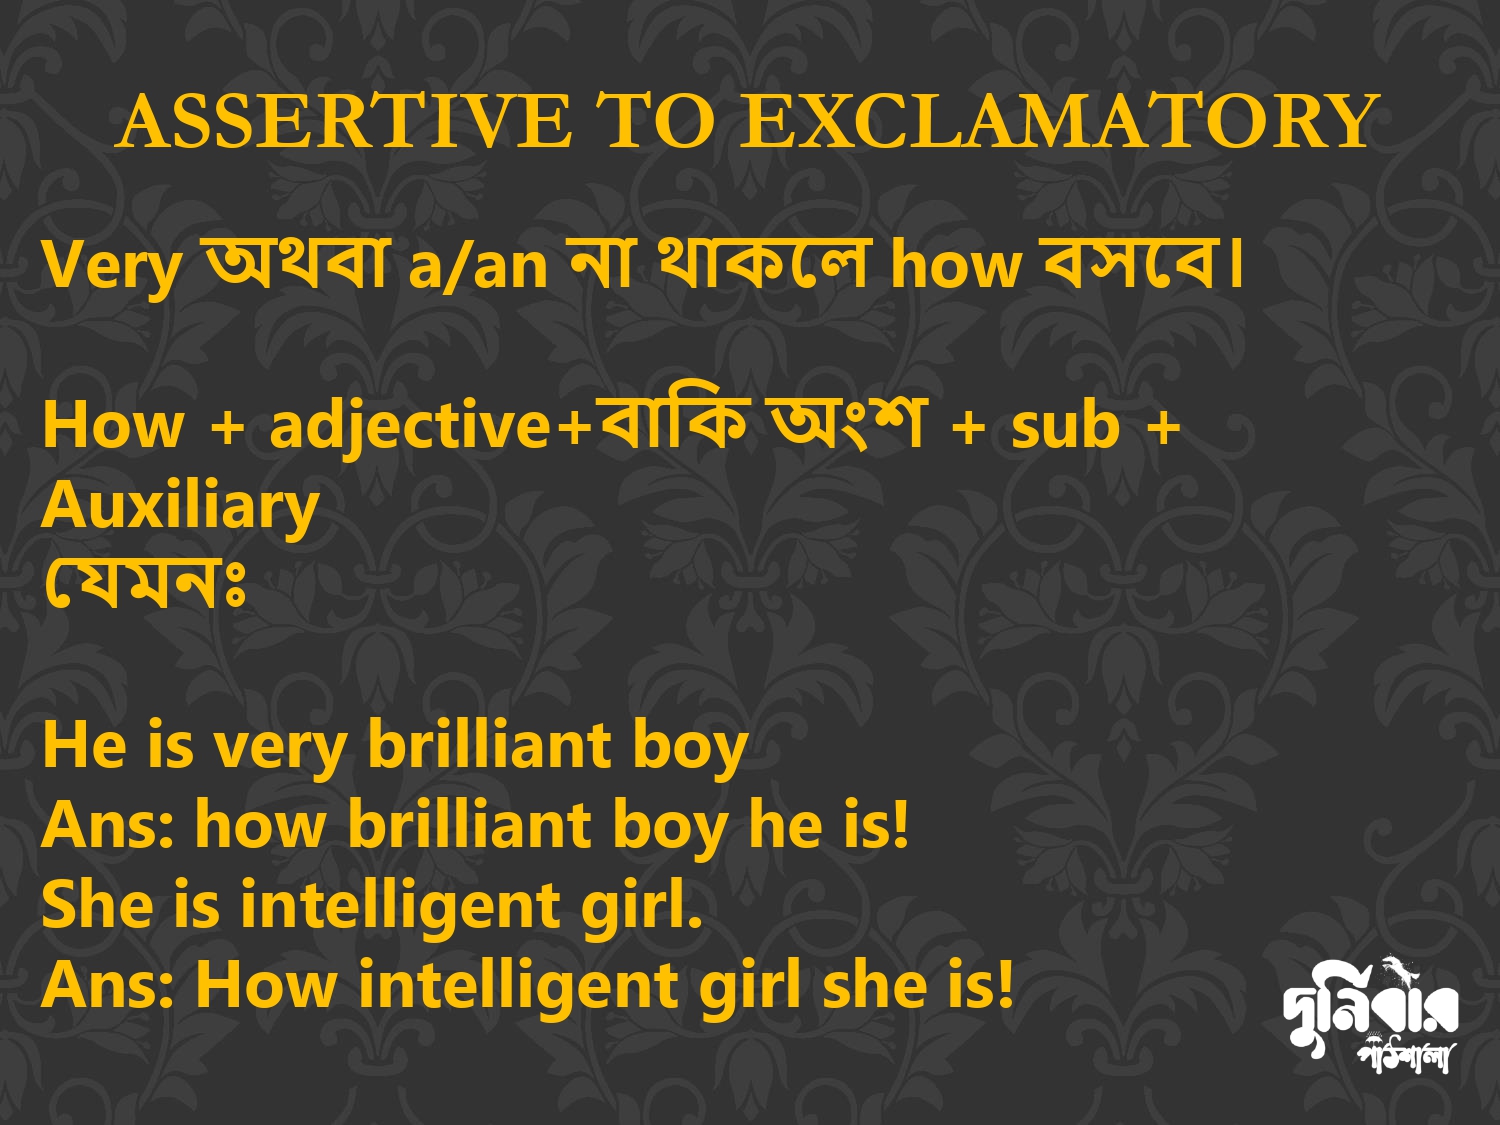 ASSERTIVE TO EXCLAMATORY
Very অথবা a/an না থাকলে how বসবে।
How + adjective+বাকি অংশ + sub +
Auxiliary
যেমনঃ
He is very brilliant boy
Ans: how brilliant boy he is!
She is intelligent girl.
Ans: How intelligent girl she is!
দুর্নিবার
পাঠশালা